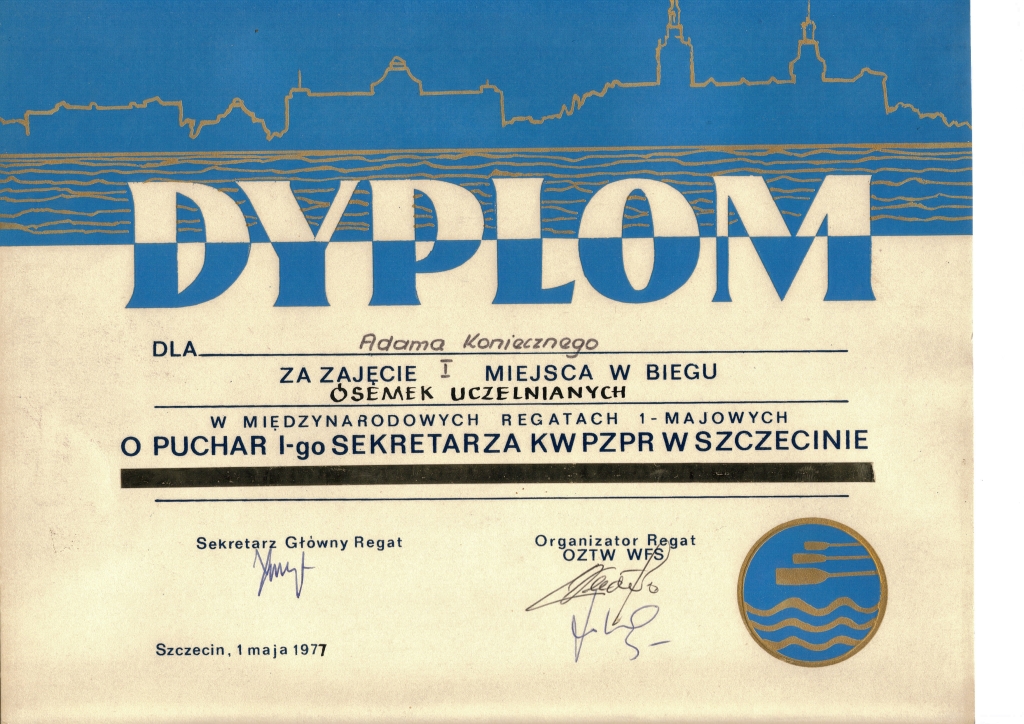 DYPLOM
DLA Adama Koniecznego
ZA ZAJĘCIE I MIEJSCA W BIEGU
ÓSEMEK UCZELNIANYCH
W MIĘDZYNARODOWYCH REGATACH 1-MAJOWYCH
O PUCHAR I-go SEKRETARZA KW PZPR W SZCZECINIE
Sekretarz Główny Regat
Organizator Regat
OZTW WFS
Szczecin, 1 maja 1977